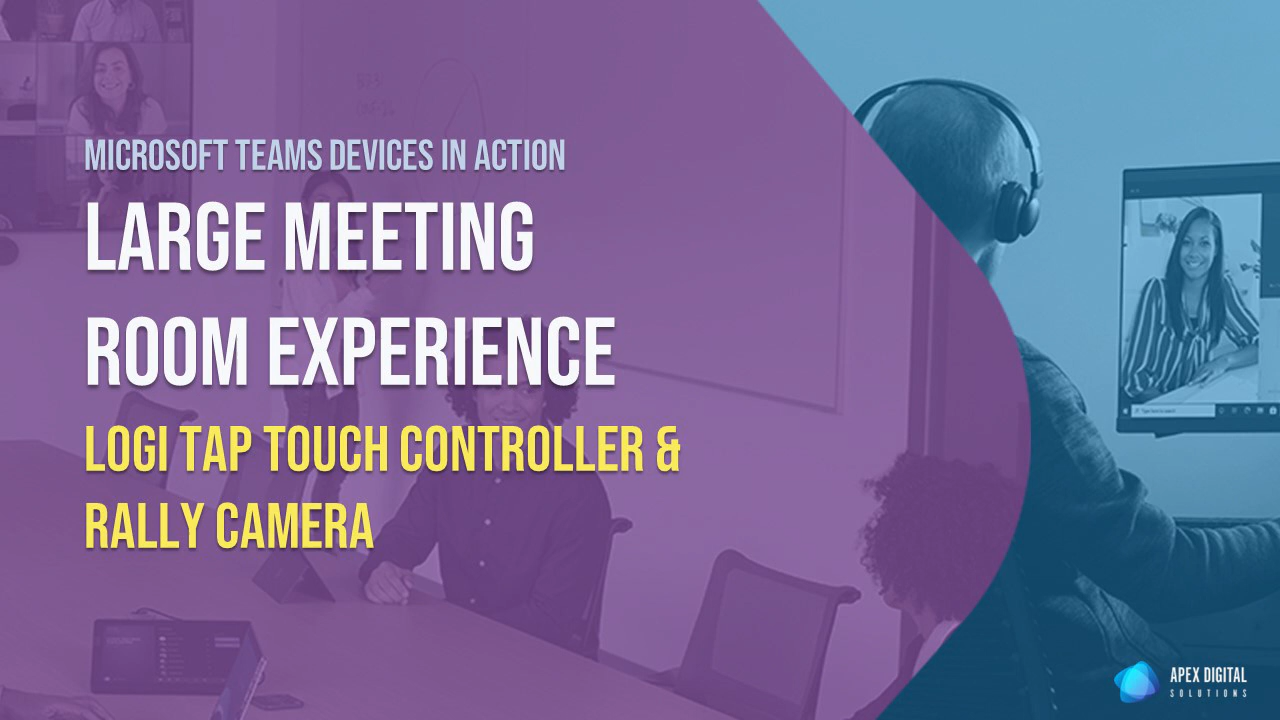 MICROSOFT TEAMS DEVICES IN ACTION
LARGE MEETING
ROOM EXPERIENCE
LOGI TAP TOUCH CONTROLLER &
RALLY CAMERA
APEX DIGITAL
SOLUTIONS